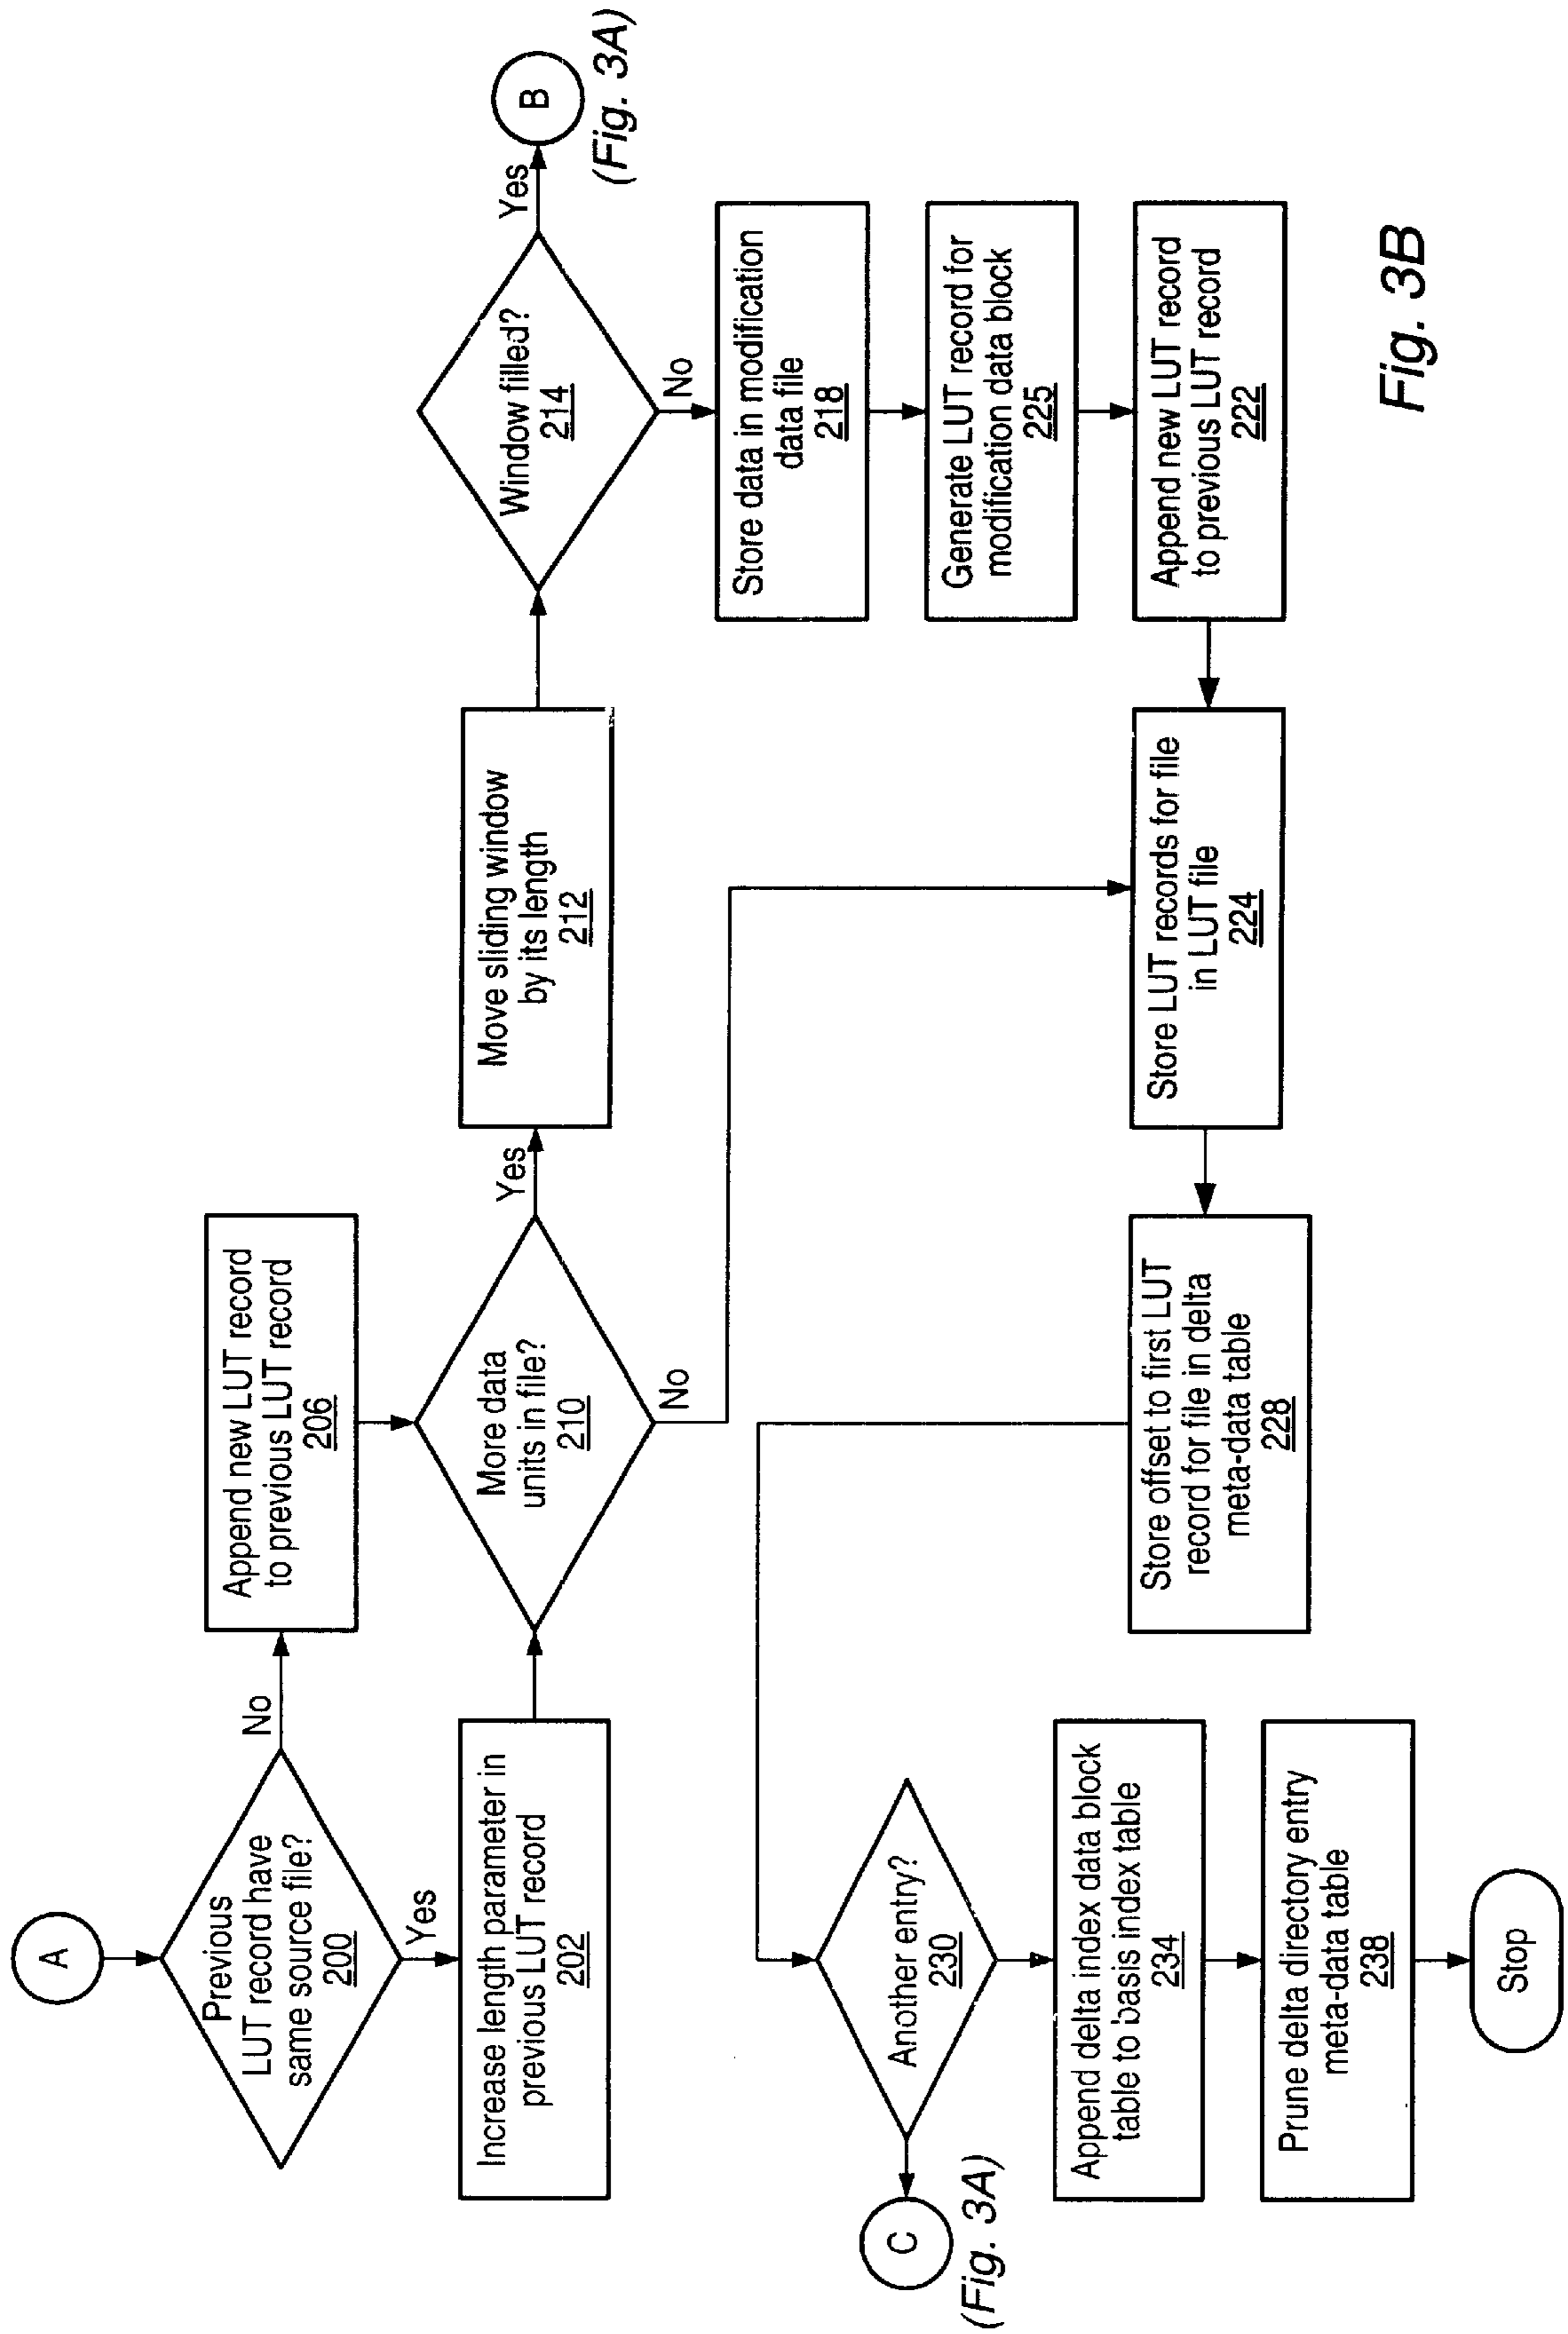 A
Previous
LUT record have
same source file?
200
No
Yes
Append new LUT record
to previous LUT record
206
Increase length parameter in
previous LUT record
202
More data
units in file?
210
Yes
No
Move sliding window
by its length
212
Window filled?
214
Yes
B
(Fig. 3A)
No
Store data in modification
data file
218
Generate LUT record for
modification data block
225
Append new LUT record
to previous LUT record
222
Store LUT records for file
in LUT file
224
Store offset to first LUT
record for file in delta
meta-data table
228
Another entry?
230
C
(Fig. 3A)
Append delta index data block
table to basis index table
234
Prune delta directory entry
meta-data table
238
Stop
Fig. 3B